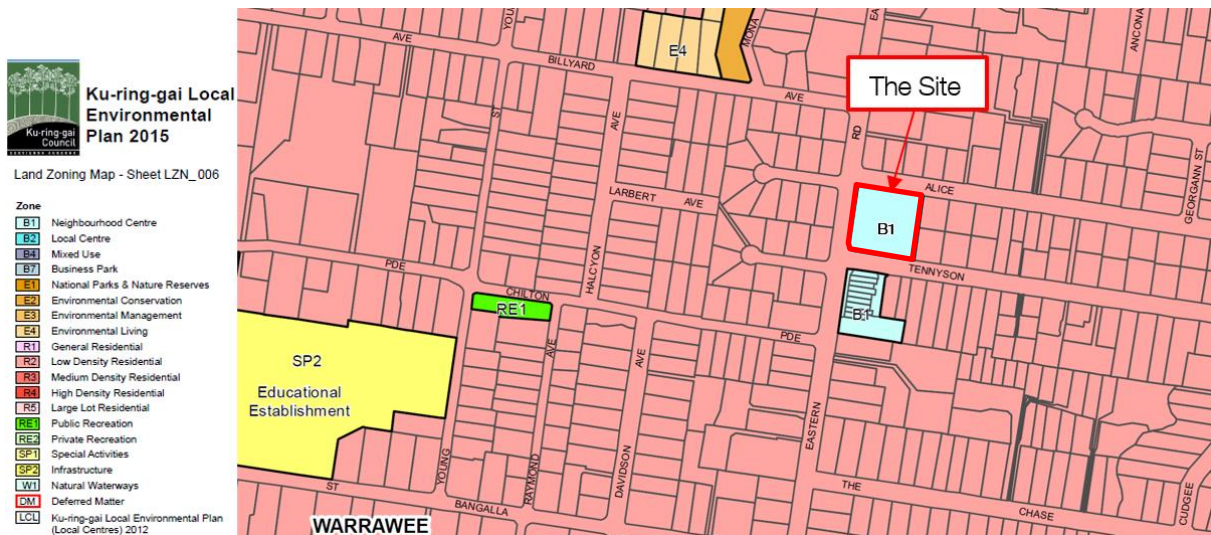 Ku-ring-gai
Council
Ku-ring-gai Local
Environmental
Plan 2015
Land Zoning Map - Sheet LZN_006
Zone
B1 Neighbourhood Centre
B2 Local Centre
B4 Mixed Use
B7 Business Park
E1 National Parks & Nature Reserves
E2 Environmental Conservation
E3 Environmental Management
E4 Environmental Living
R1 General Residential
R2 Low Density Residential
R3 Medium Density Residential
R4 High Density Residential
R5 Large Lot Residential
RE1 Public Recreation
RE2 Private Recreation
SP1 Special Activities
SP2 Infrastructure
W1 Natural Waterways
DM Deferred Matter
LCL Ku-ring-gai Local Environmental Plan
(Local Centres) 2012
YOU
EA
AVE
BILLYARD
E4
MONA
ANCONA
The Site
AVE
RD
ST
AVE
ALICE
GEORGANN ST
LARBERT
AVE
B1
PDE
HALCYON
TENNYSON
CHILTON
RE1
B1
PDE
SP2
Educational
Establishment
AVE
AVE
EASTERN
YOUNG
RAYMOND
DAVIDSON
ST
BANGALLA
THE
CHASE
CUDGEE
WARRAWEE